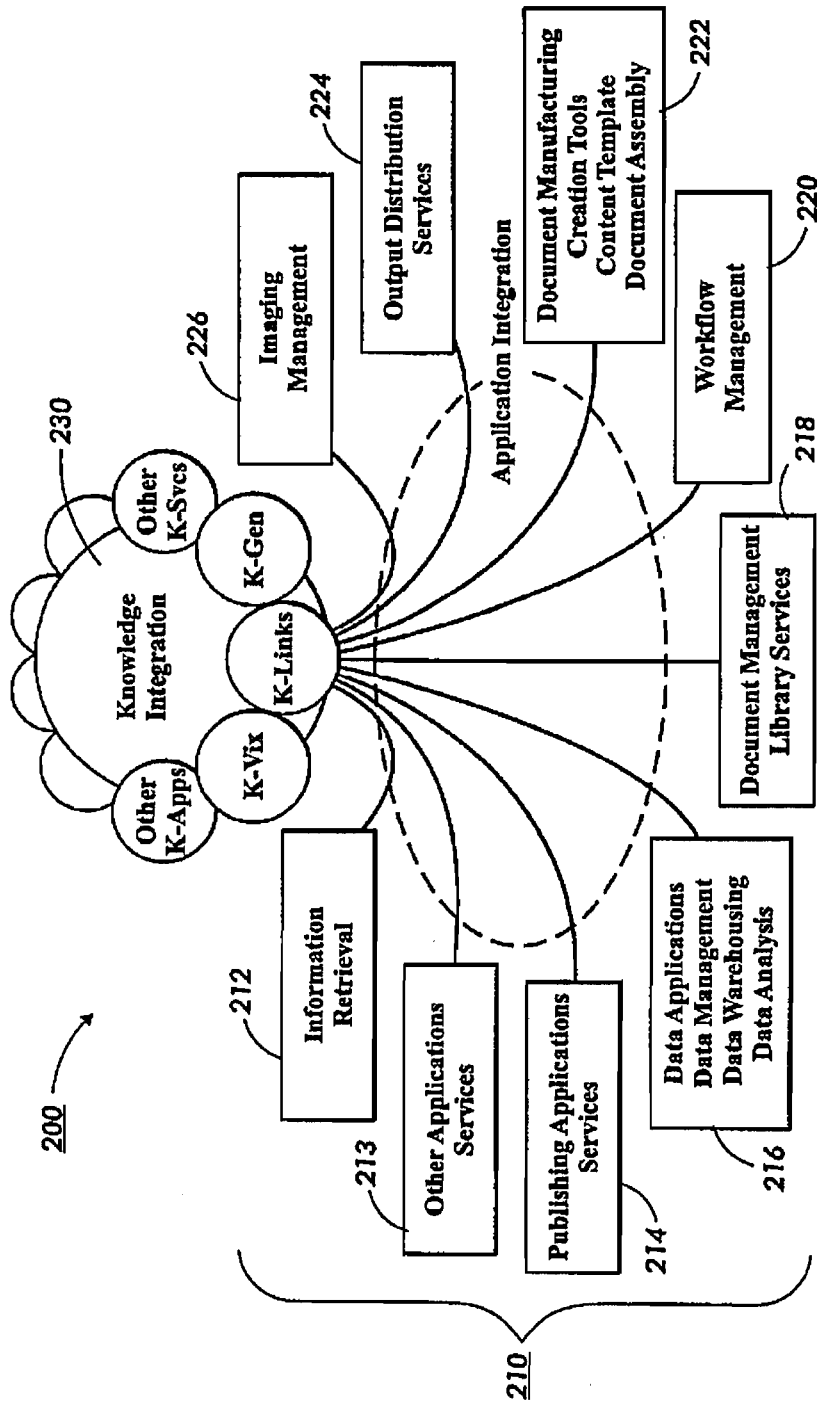 200
210
230
Knowledge
Integration
Other
K-Apps
K-Vix
K-Links
K-Gen
Other
K-Svcs
212
Information
Retrieval
213
Other Applications
Services
214
Publishing Applications
Services
216
Data Applications
Data Management
Data Warehousing
Data Analysis
218
Document Management
Library Services
220
Workflow
Management
222
Document Manufacturing
Creation Tools
Content Template
Document Assembly
224
Output Distribution
Services
226
Imaging
Management
Application Integration